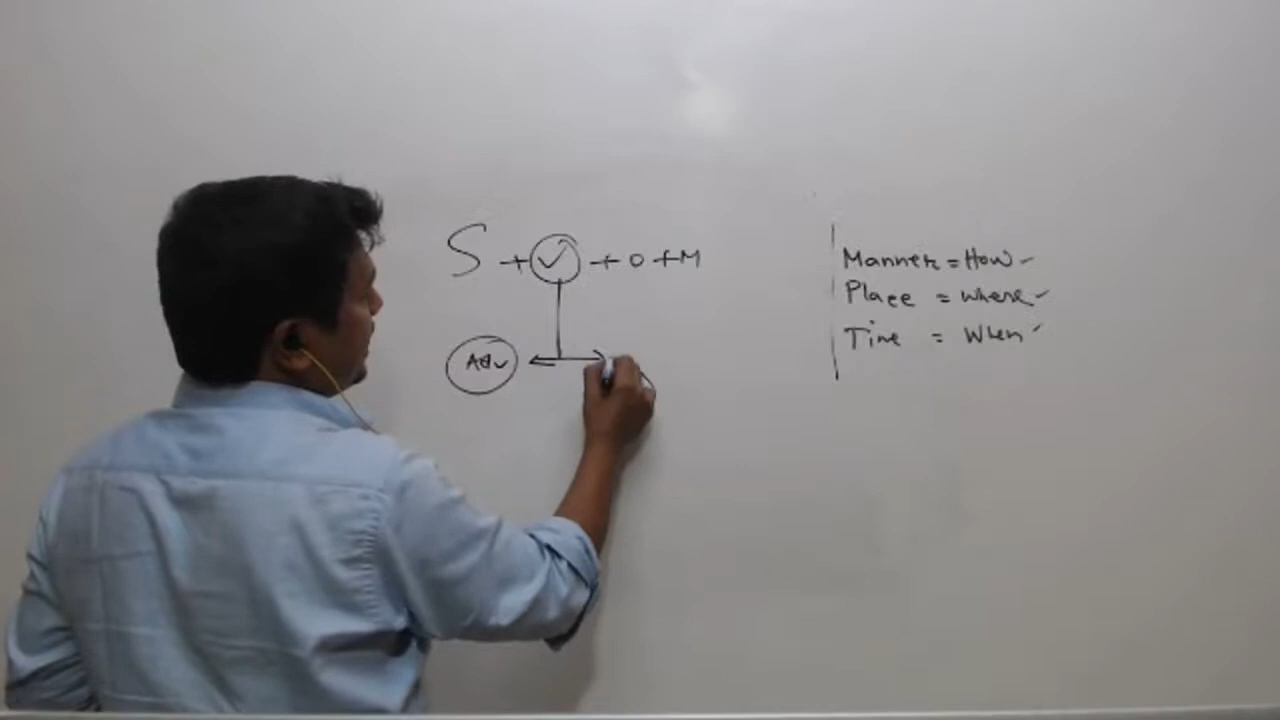 S + V + O + M
Adv
Manner = How
Place = Where
Time = When